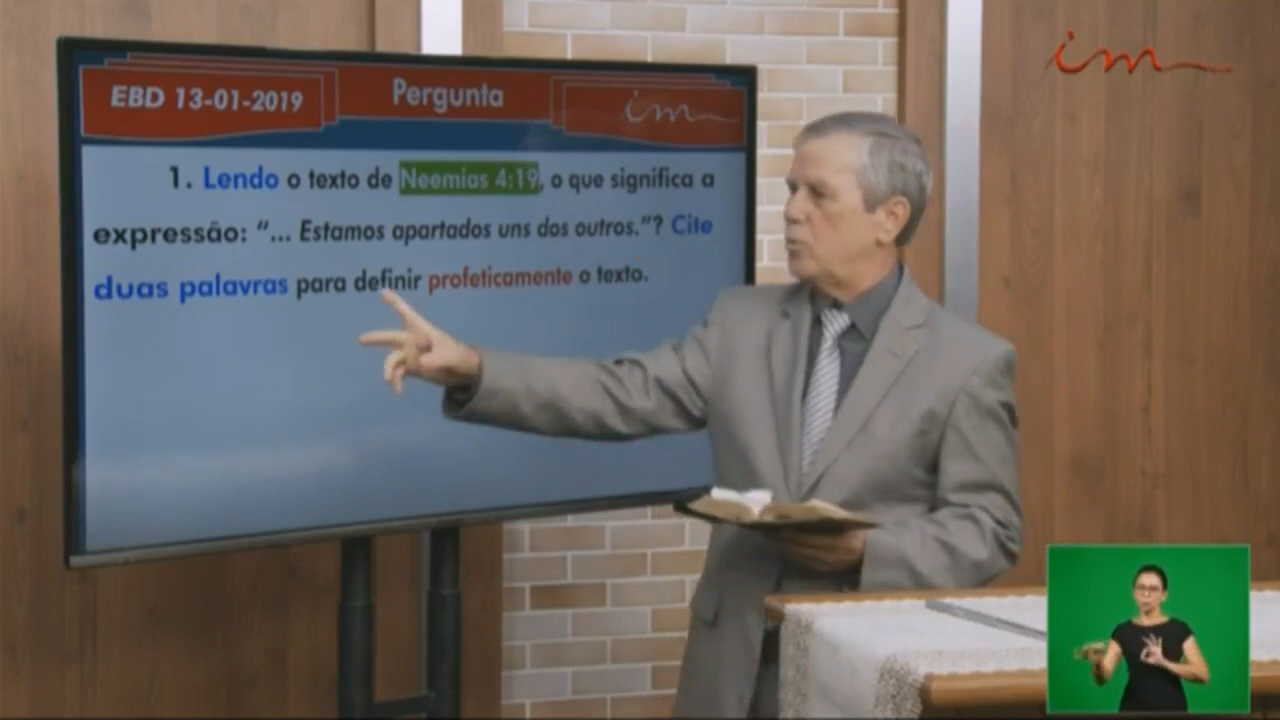 EBD 13-01-2019
Pergunta
im
1. Lendo o texto de Neemias 4:19, o que significa a
expressão: “... Estamos apartados uns dos outros.”? Cite
duas palavras para definir profeticamente o texto.
im